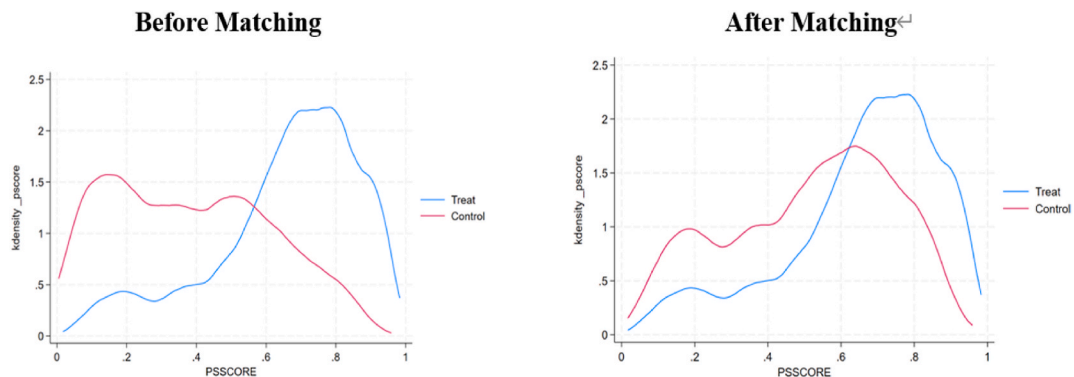 Before Matching
2.5
2
1.5
1
.5
0
kdensity _pscore
0 .2 .4 .6 .8 1
PSSCORE
Treat
Control
After Matching↵
2.5
2
1.5
1
.5
0
kdensity _pscore
0 .2 .4 .6 .8 1
PSSCORE
Treat
Control